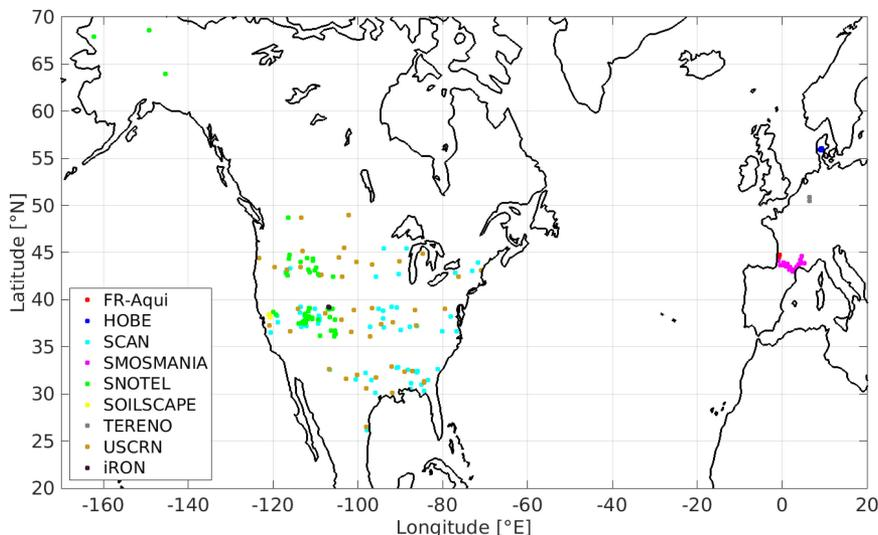 70
65
60
55
50
45
40
35
30
25
20
Latitude [°N]
FR-Aqui
HOBE
SCAN
SMOSMANIA
SNOTEL
SOILSCAPE
TERENO
USCRN
iRON
-160 -140 -120 -100 -80 -60 -40 -20 0 20
Longitude [°E]